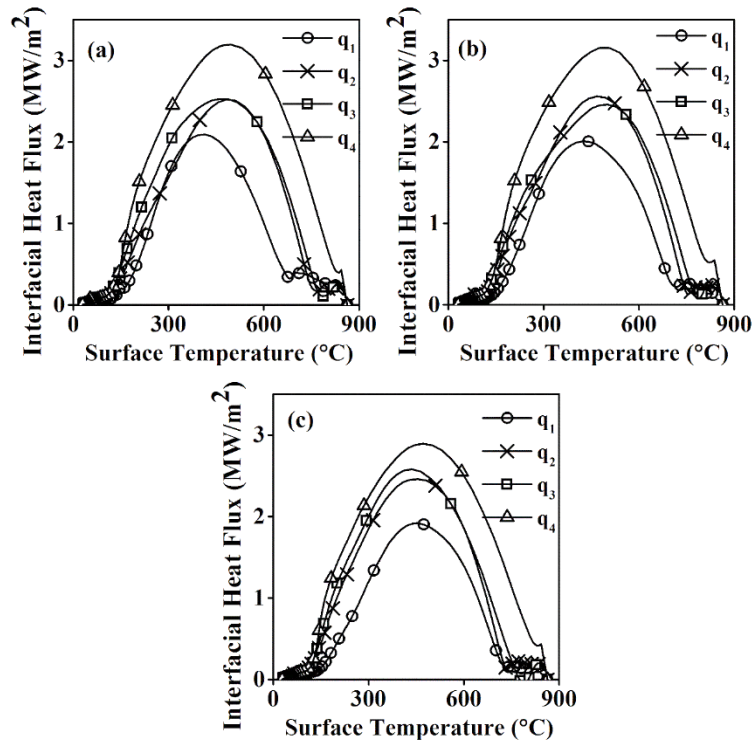 (a)
q1
q2
q3
q4
Interfacial Heat Flux (MW/m2)
3
2
1
0
0 300 600 900
Surface Temperature (°C)
(b)
q1
q2
q3
q4
Interfacial Heat Flux (MW/m2)
3
2
1
0
0 300 600 900
Surface Temperature (°C)
(c)
q1
q2
q3
q4
Interfacial Heat Flux (MW/m2)
3
2
1
0
0 300 600 900
Surface Temperature (°C)